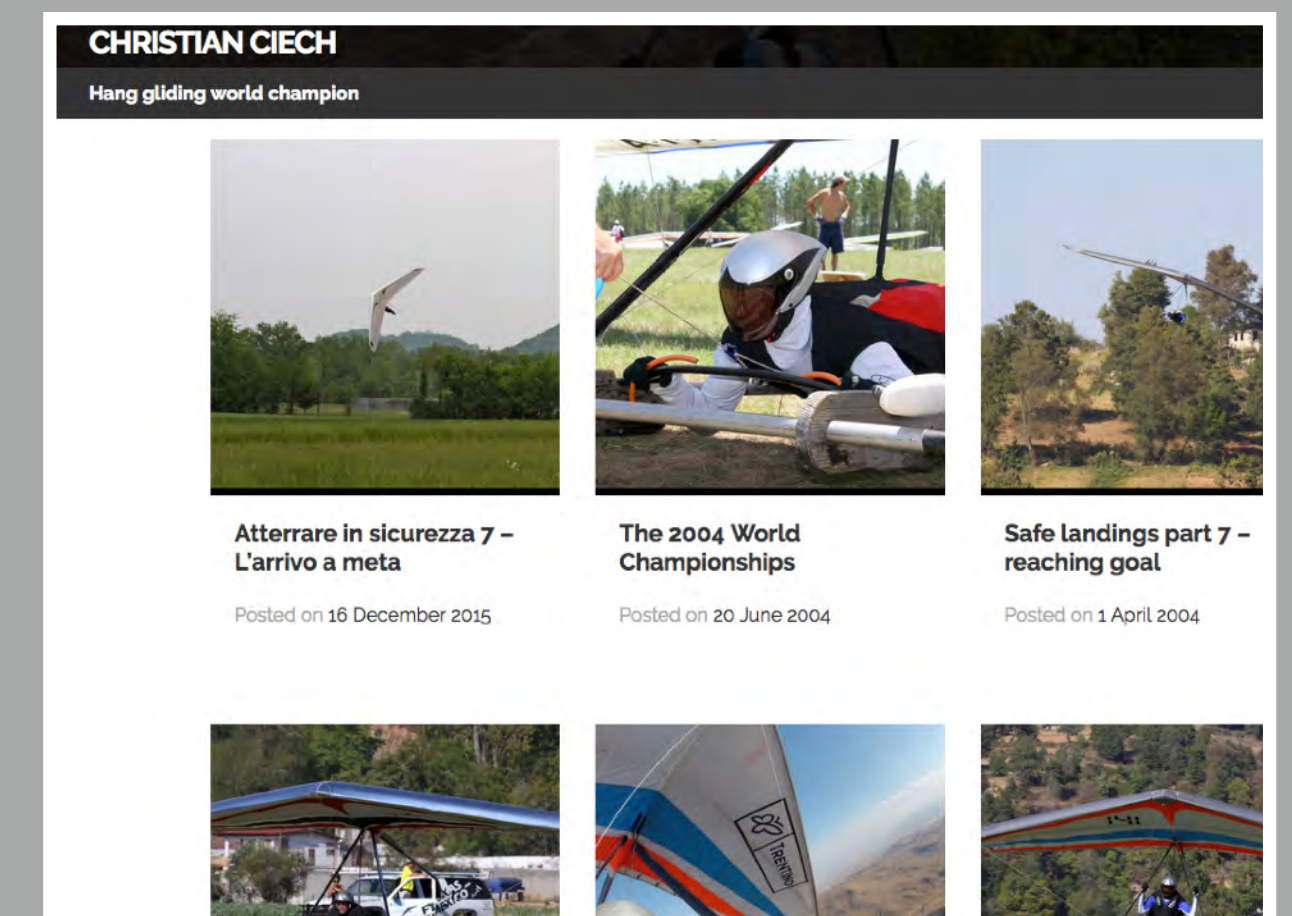 CHRISTIAN CIECH
Hang gliding world champion
Atterrare in sicurezza 7 –
L'arrivo a meta
Posted on 16 December 2015
The 2004 World
Championships
Posted on 20 June 2004
Safe landings part 7 –
reaching goal
Posted on 1 April 2004
TRENTINO